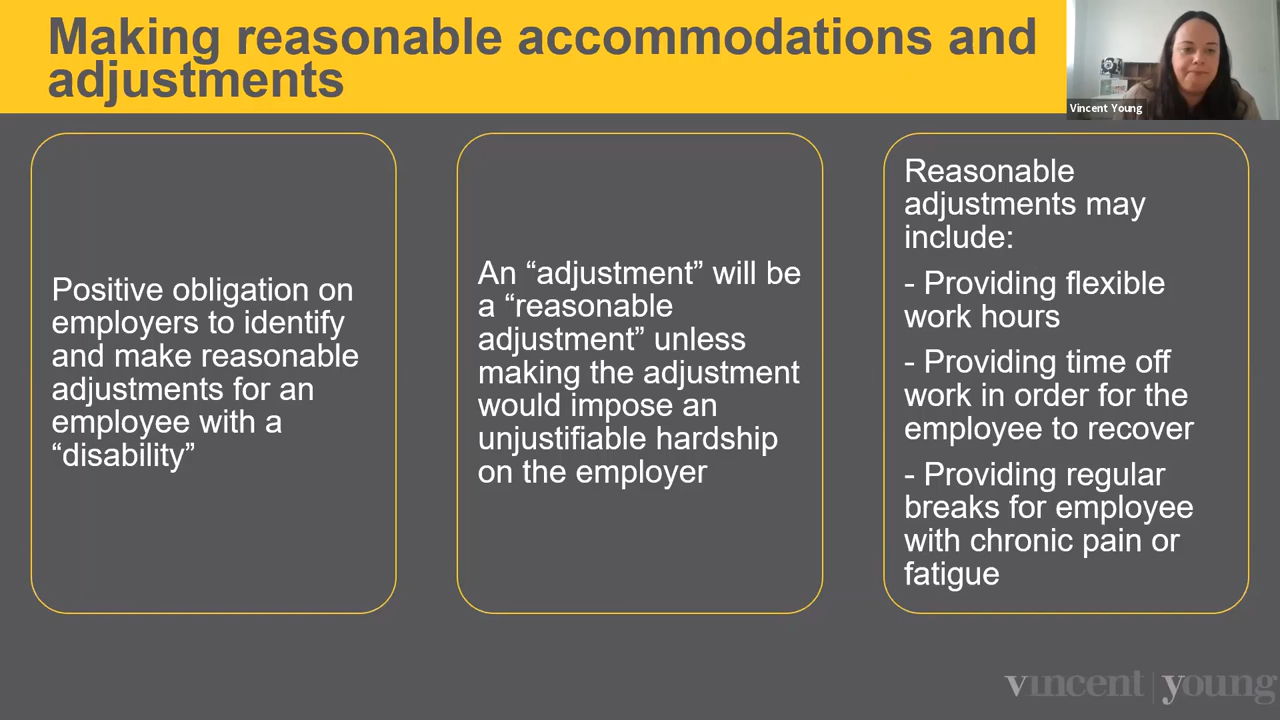 Making reasonable accommodations and
adjustments
Vincent Young
Positive obligation on
employers to identify
and make reasonable
adjustments for an
employee with a
“disability”
An “adjustment” will be
a “reasonable
adjustment” unless
making the adjustment
would impose an
unjustifiable hardship
on the employer
Reasonable
adjustments may
include:
- Providing flexible
work hours
- Providing time off
work in order for the
employee to recover
- Providing regular
breaks for employee
with chronic pain or
fatigue
vincent | young